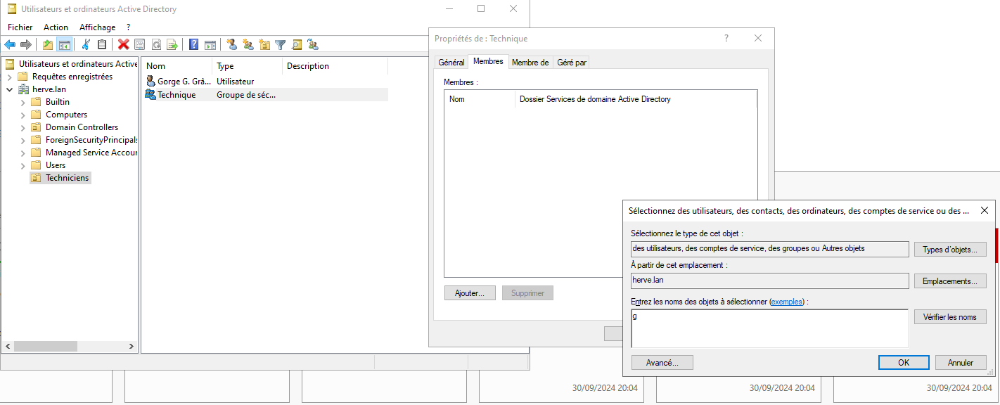 Utilisateurs et ordinateurs Active Directory
Fichier Action Affichage ?
Utilisateurs et ordinateurs Active
Requêtes enregistrées
herve.lan
Builtin
Computers
Domain Controllers
ForeignSecurityPrincipals
Managed Service Accour
Users
Techniciens
Nom Type Description
Gorge G. Grâ... Utilisateur
Technique Groupe de séc...
Propriétés de : Technique ?
Général Membres Membre de Géré par
Membres :
Nom Dossier Services de domaine Active Directory
Ajouter... Supprimer
Sélectionnez des utilisateurs, des contacts, des ordinateurs, des comptes de service ou des ...
Sélectionnez le type de cet objet :
des utilisateurs, des comptes de service, des groupes ou Autres objets Types d'objets...
À partir de cet emplacement :
herve.lan Emplacements...
Entrez les noms des objets à sélectionner (exemples) :
g Vérifier les noms
Avancé... OK Annuler
30/09/2024 20:04 30/09/2024 20:04 30/09/2024 20:04